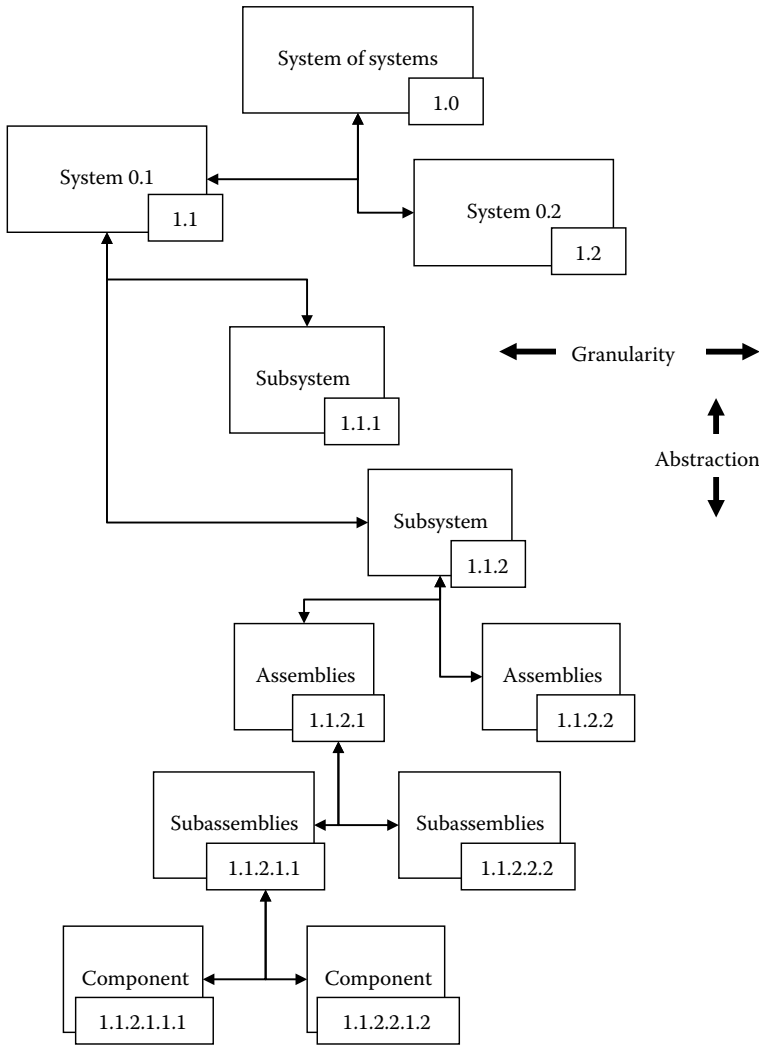 System of systems
1.0
System 0.1
1.1
System 0.2
1.2
Subsystem
1.1.1
Granularity
Abstraction
Subsystem
1.1.2
Assemblies
1.1.2.1
Assemblies
1.1.2.2
Subassemblies
1.1.2.1.1
Subassemblies
1.1.2.2.2
Component
1.1.2.1.1.1
Component
1.1.2.2.1.2